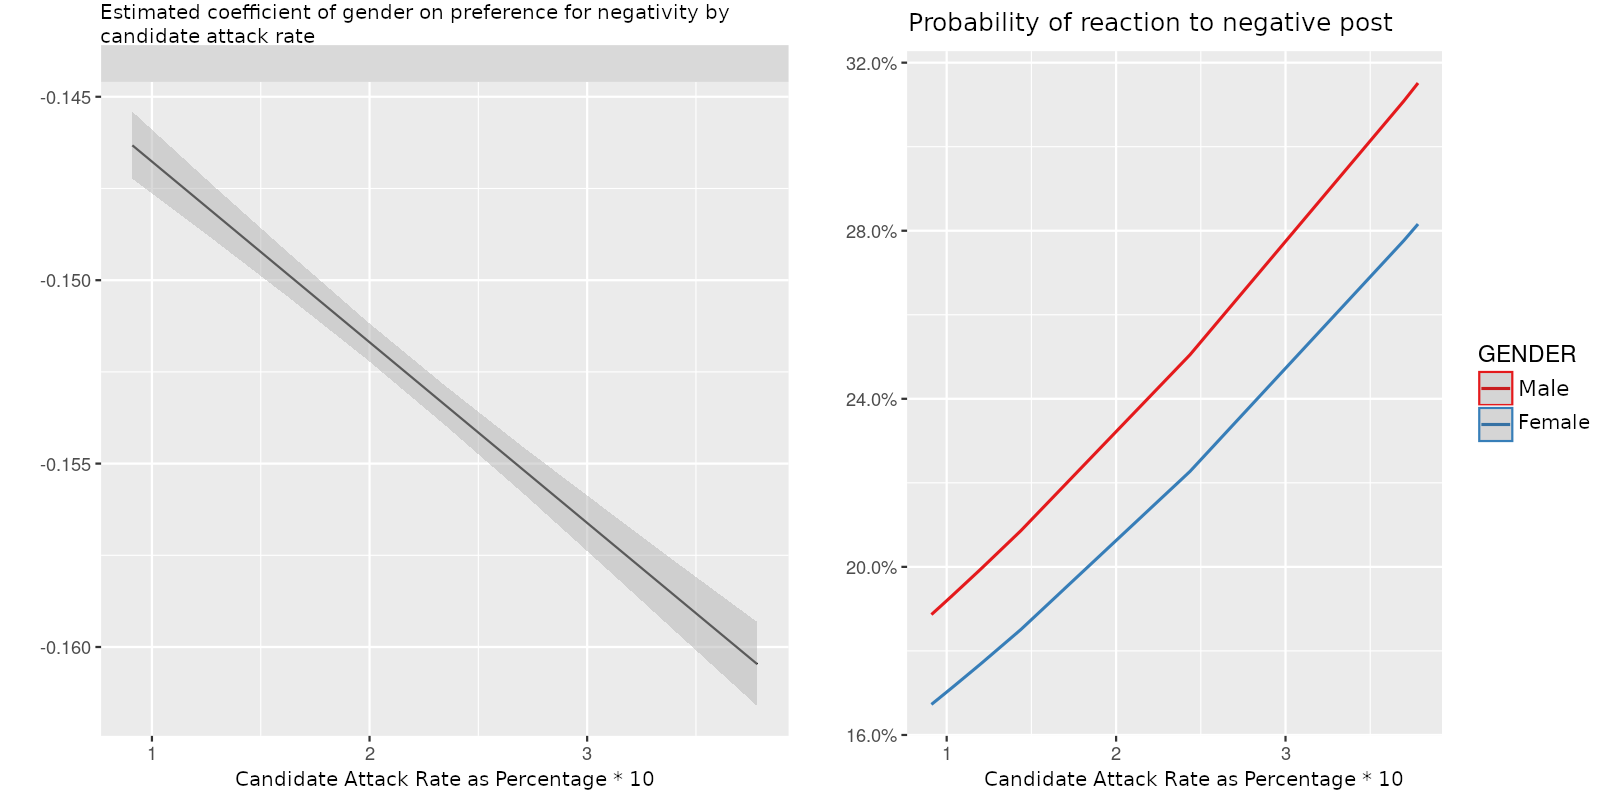 Estimated coefficient of gender on preference for negativity by
candidate attack rate
-0.145
-0.150
-0.155
-0.160
1 2 3
Candidate Attack Rate as Percentage * 10
Probability of reaction to negative post
32.0%
28.0%
24.0%
20.0%
16.0%
1 2 3
Candidate Attack Rate as Percentage * 10
GENDER
Male
Female